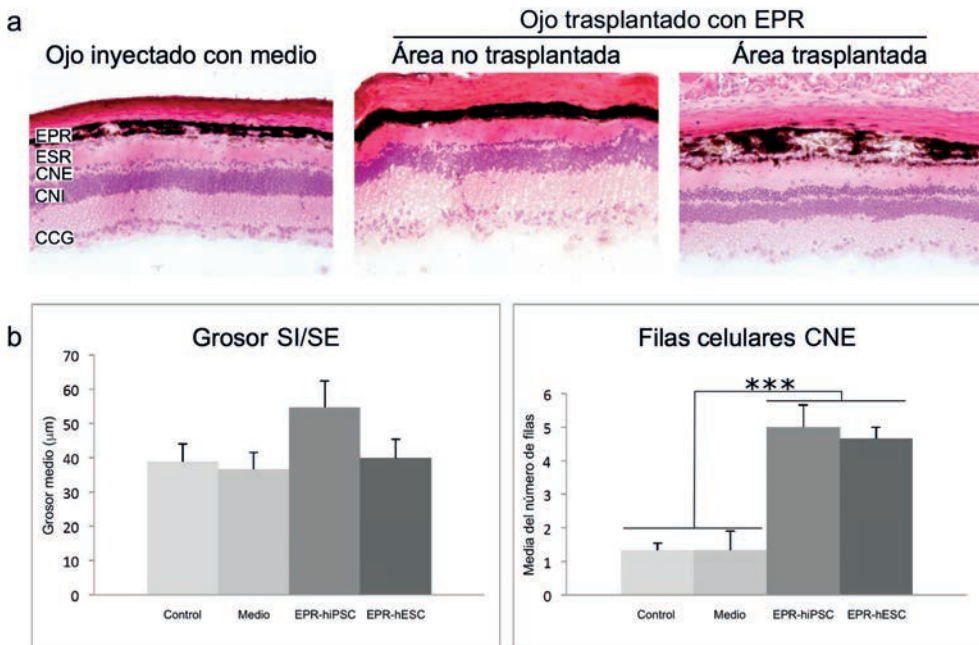 a
Ojo trasplantado con EPR
Ojo inyectado con medio
Área no trasplantada
Área trasplantada
EPR
ESR
CNE
CNI
CCG
b
Grosor SI/SE
Grosor medio (μm)
70
60
50
40
30
20
10
0
Control
Medio
EPR-hiPSC
EPR-hESC
Filas celulares CNE
***
Media del número de filas
6
5
4
3
2
1
0
Control
Medio
EPR-hiPSC
EPR-hESC